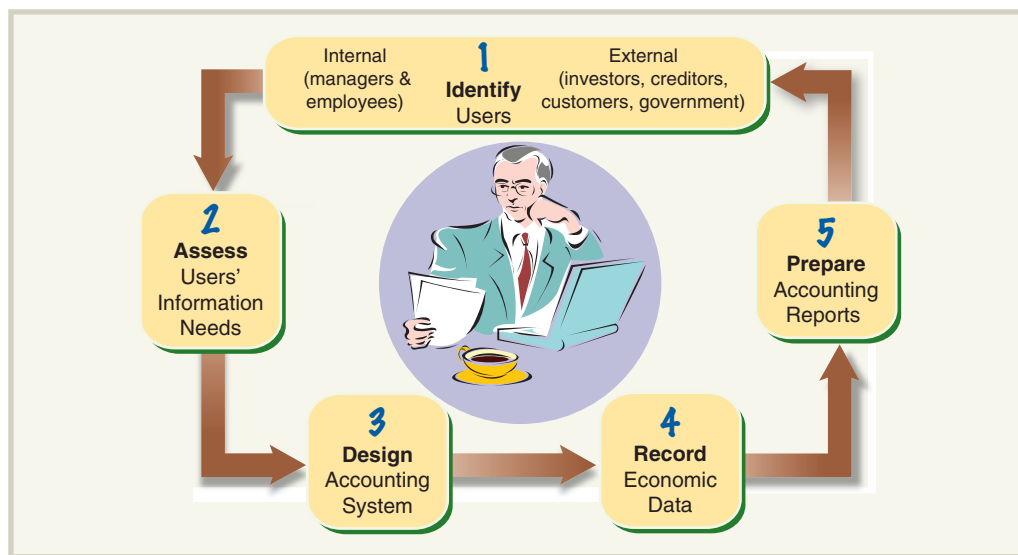 Internal
(managers &
employees)
1
Identify
Users
External
(investors, creditors,
customers, government)
2
Assess
Users’
Information
Needs
3
Design
Accounting
System
4
Record
Economic
Data
5
Prepare
Accounting
Reports